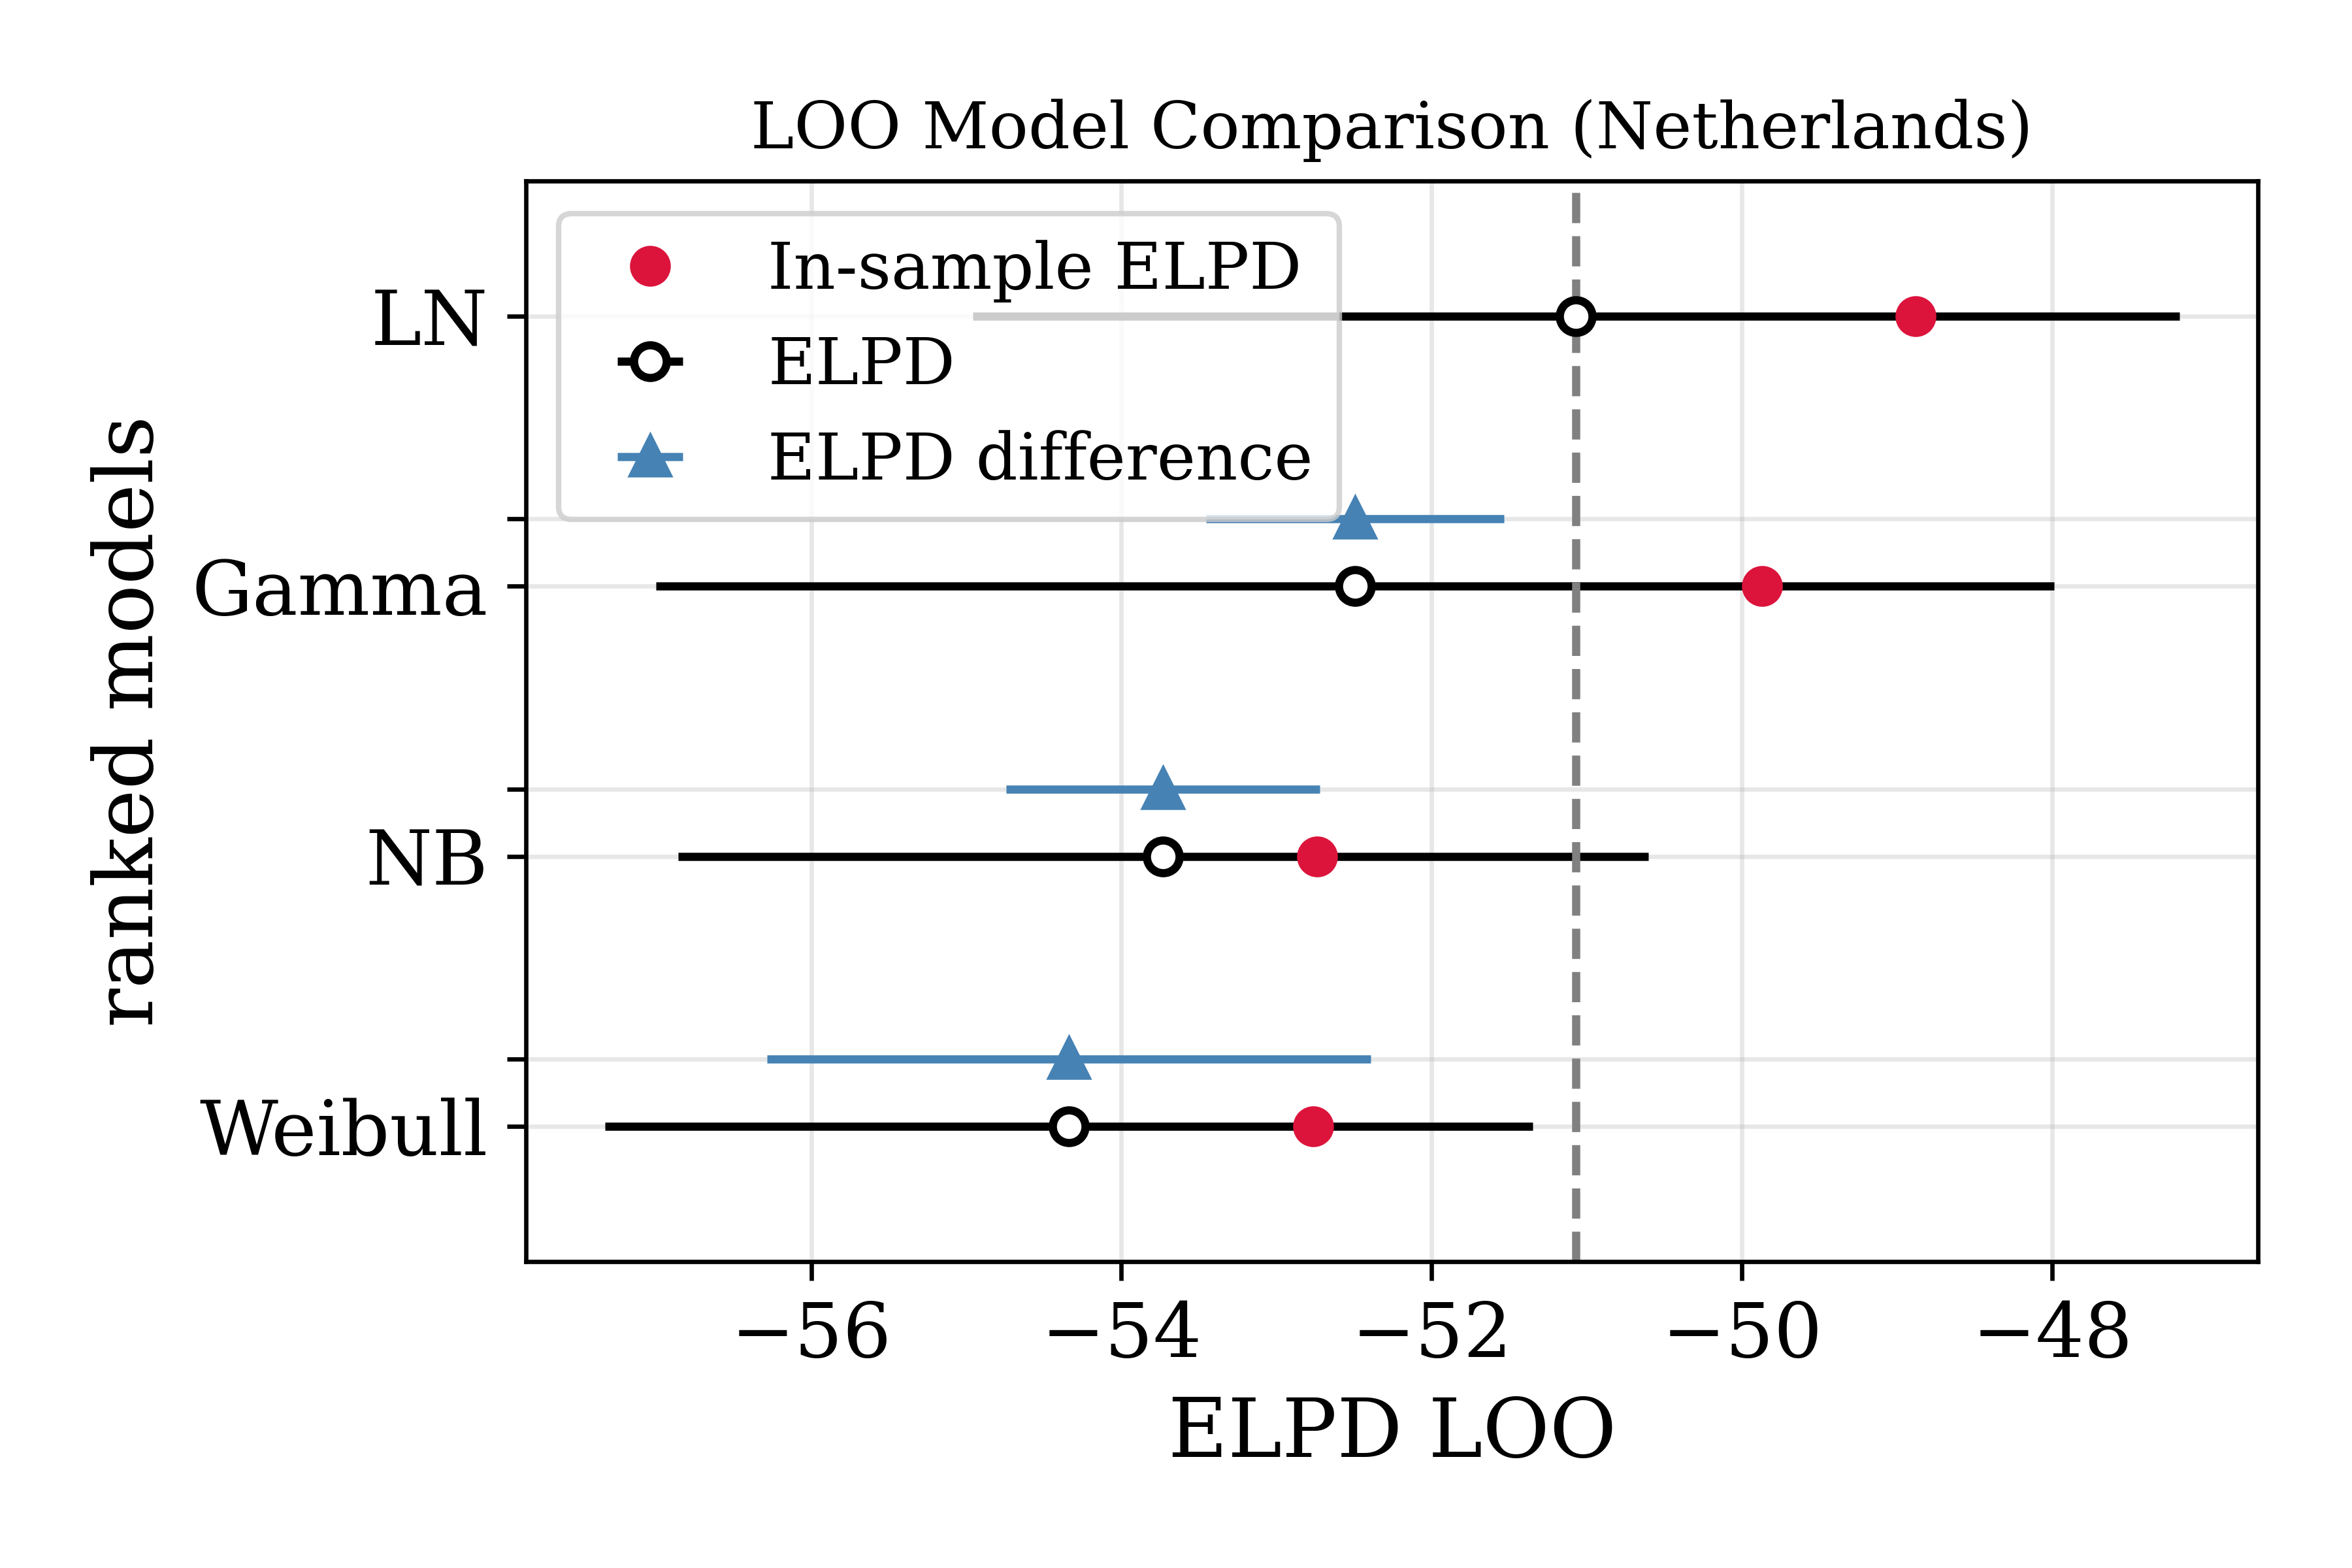 LOO Model Comparison (Netherlands)
In-sample ELPD
ELPD
ELPD difference
LN
Gamma
NB
Weibull
ranked models
−56 −54 −52 −50 −48
ELPD LOO